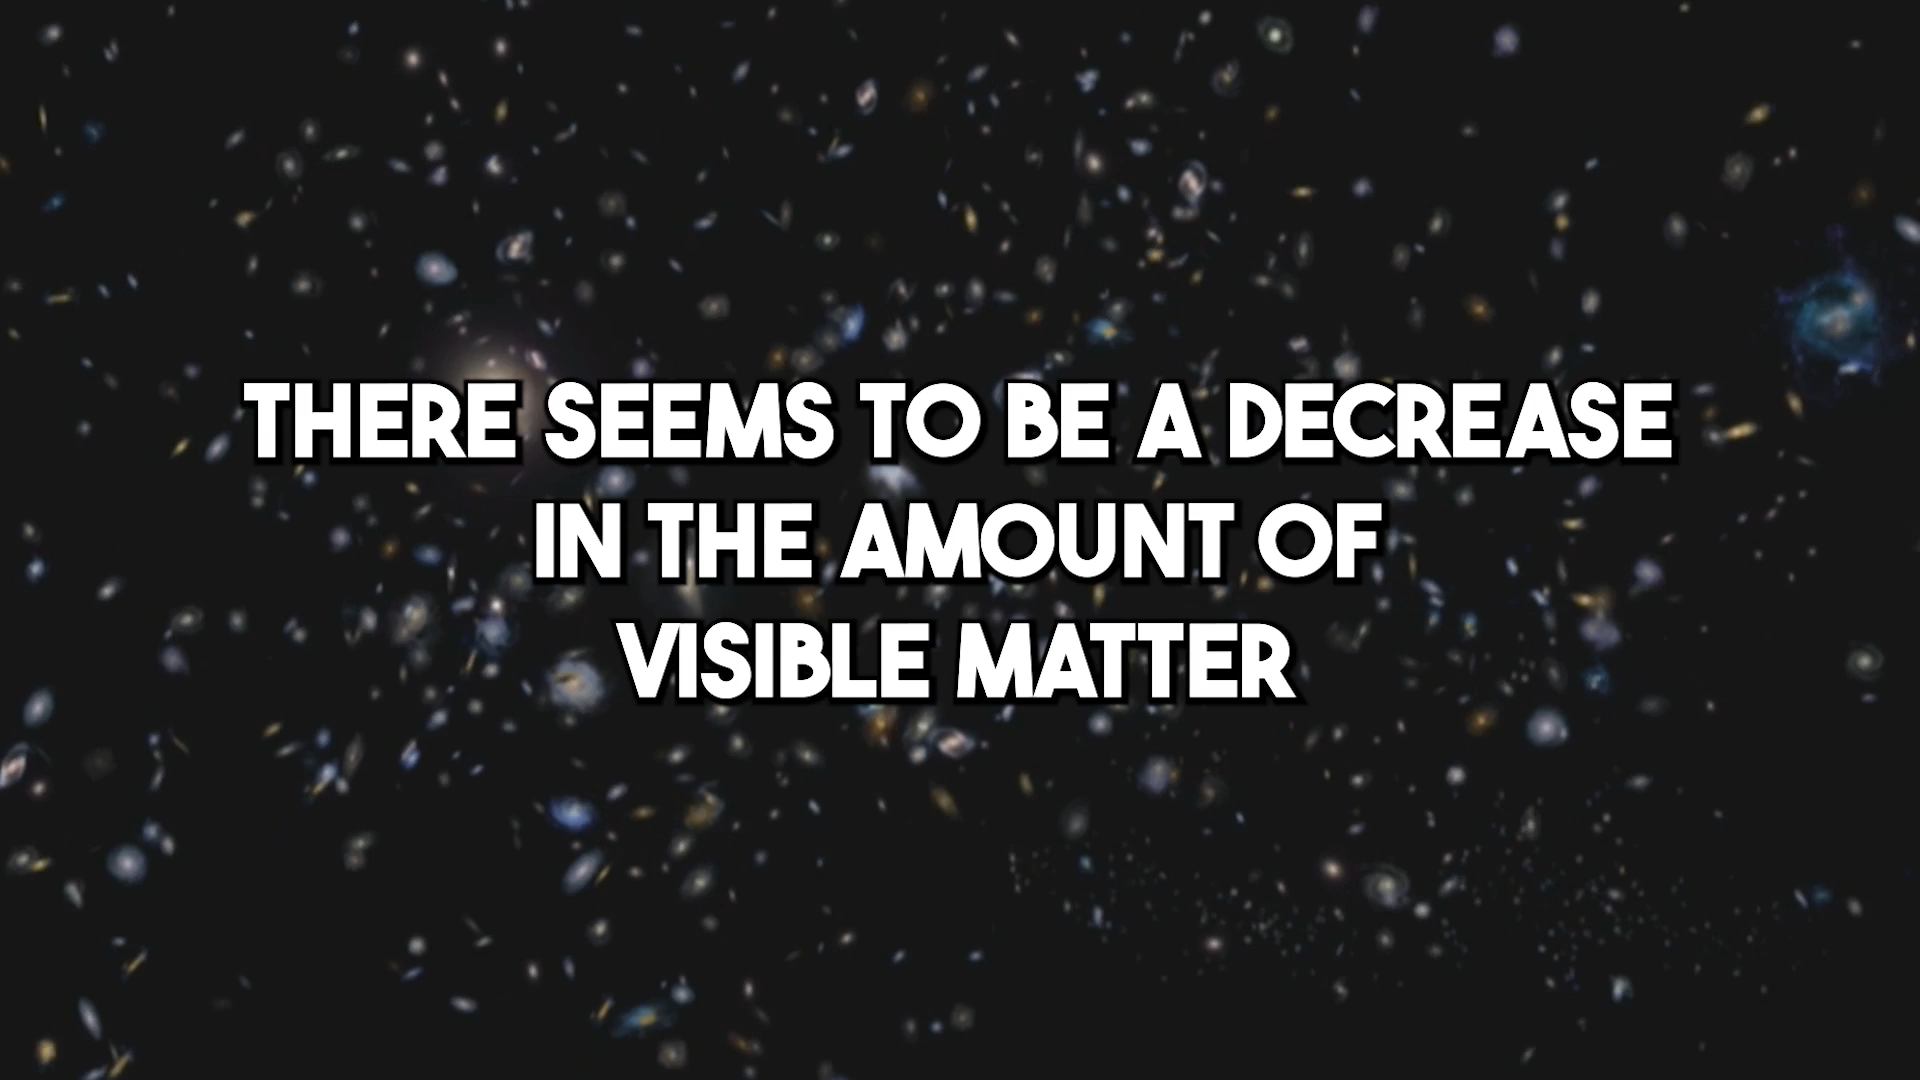 THERE SEEMS TO BE A DECREASE
IN THE AMOUNT OF
VISIBLE MATTER